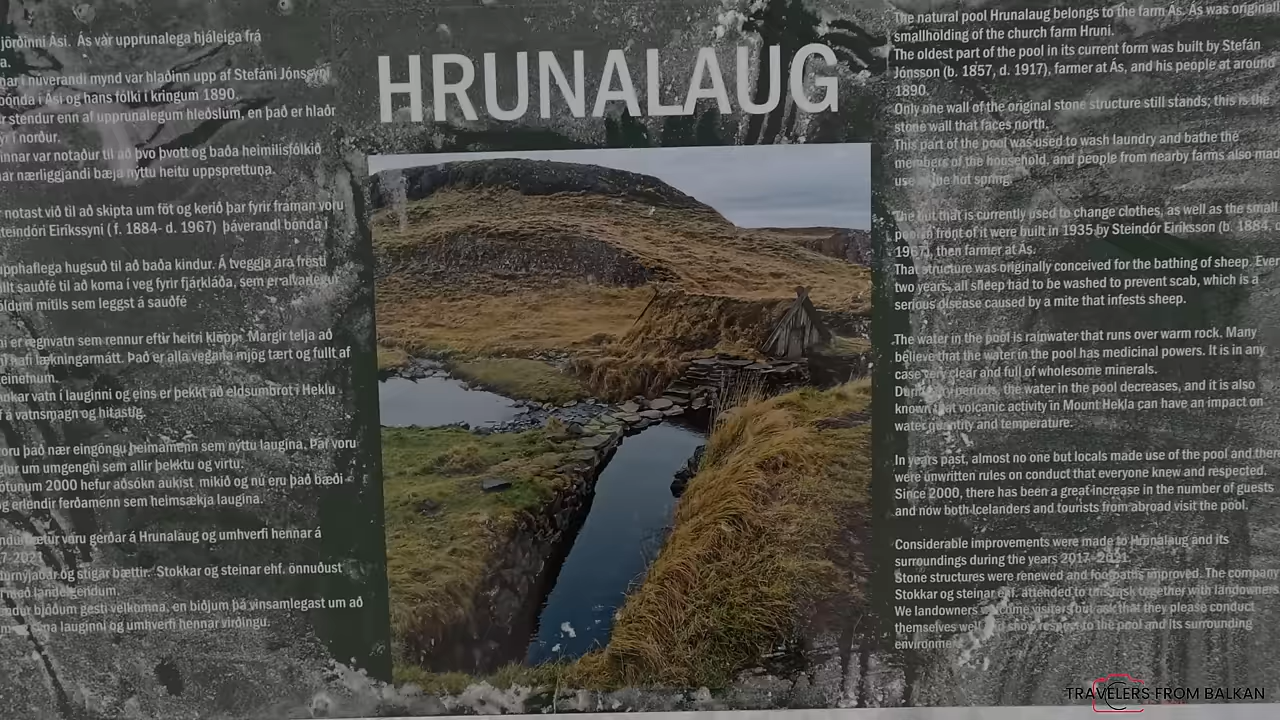 HRUNALAUG
jörðinni Ási. Ás var upprunalega hjáleiga frá
í núverandi mynd var hlaðinn upp af Stefáni Jónssyni
bónda í Ási og hans fólki í kringum 1890.
stendur enn af upprunalegum hleðslum, en það er hlaðr
í norður.
var notaður til að þvo þvott og baða heimilisfólkið
nærliggjandi bæja nýttu heitu uppsprettuna.
notast við til að skipta um föt og kerið þar fyrir framan voru
Eiríkssyni ( f. 1884- d. 1967) þáverandi bónda í
upphaflega hugsuð til að baða kindur. Á tveggja ára fresti
sauðfé til að koma í veg fyrir fjárkláða, sem er alvarlegur
mítils sem leggst á sauðfé
er regnvatn sem rennur eftir heitri klöpp. Margir telja að
hafi lækningarmátt. Það er alla vegana mjög tært og fullt af
vatn í lauginni og eins er þekkt að eldsumbrot í Heklu
á vatnsmagn og hitastig.
það nær eingöngu heimamenn sem nýttu laugina. Þar voru
um umgengni sem allir þekktu og virtu.
2000 hefur aðsókn aukist mikið og nú eru það bæði
og erlendir ferðamenn sem heimsækja laugina.
voru gerðar á Hrunalaug og umhverfi hennar á
7-2021
og stígar bættir. Stokkar og steinar ehf. önnuðust
með landeigendum.
bjóðum gesti velkomna, en biðjum þá vinsamlegast um að
lauginni og umhverfi hennar virðingu.
The natural pool Hrunalaug belongs to the farm Ás. Ás was originall
smallholding of the church farm Hruni.
The oldest part of the pool in its current form was built by Stefán
Jónsson (b. 1857, d. 1917), farmer at Ás, and his people at around
1890.
Only one wall of the original stone structure still stands; this is the
stone wall that faces north.
This part of the pool was used to wash laundry and bathe the
members of the household, and people from nearby farms also mad
use of the hot spring.
The hut that is currently used to change clothes, as well as the small
pool in front of it were built in 1935 by Steindór Eiríksson (b. 1884, d
1967), then farmer at Ás.
That structure was originally conceived for the bathing of sheep. Ever
two years, all sheep had to be washed to prevent scab, which is a
serious disease caused by a mite that infests sheep.
The water in the pool is rainwater that runs over warm rock. Many
believe that the water in the pool has medicinal powers. It is in any
case very clear and full of wholesome minerals.
During dry periods, the water in the pool decreases, and it is also
known that volcanic activity in Mount Hekla can have an impact on
water quantity and temperature.
In years past, almost no one but locals made use of the pool and there
were unwritten rules on conduct that everyone knew and respected.
Since 2000, there has been a great increase in the number of guests
and now both Icelanders and tourists from abroad visit the pool.
Considerable improvements were made to Hrunalaug and its
surroundings during the years 2017-2021.
Stone structures were renewed and footpaths improved. The company
Stokkar og steinar ehf. attended to this task together with landowners.
We landowners welcome visitors but ask that they please conduct
themselves well and show respect to the pool and its surrounding
environment.
TRAVELERS FROM BALKAN